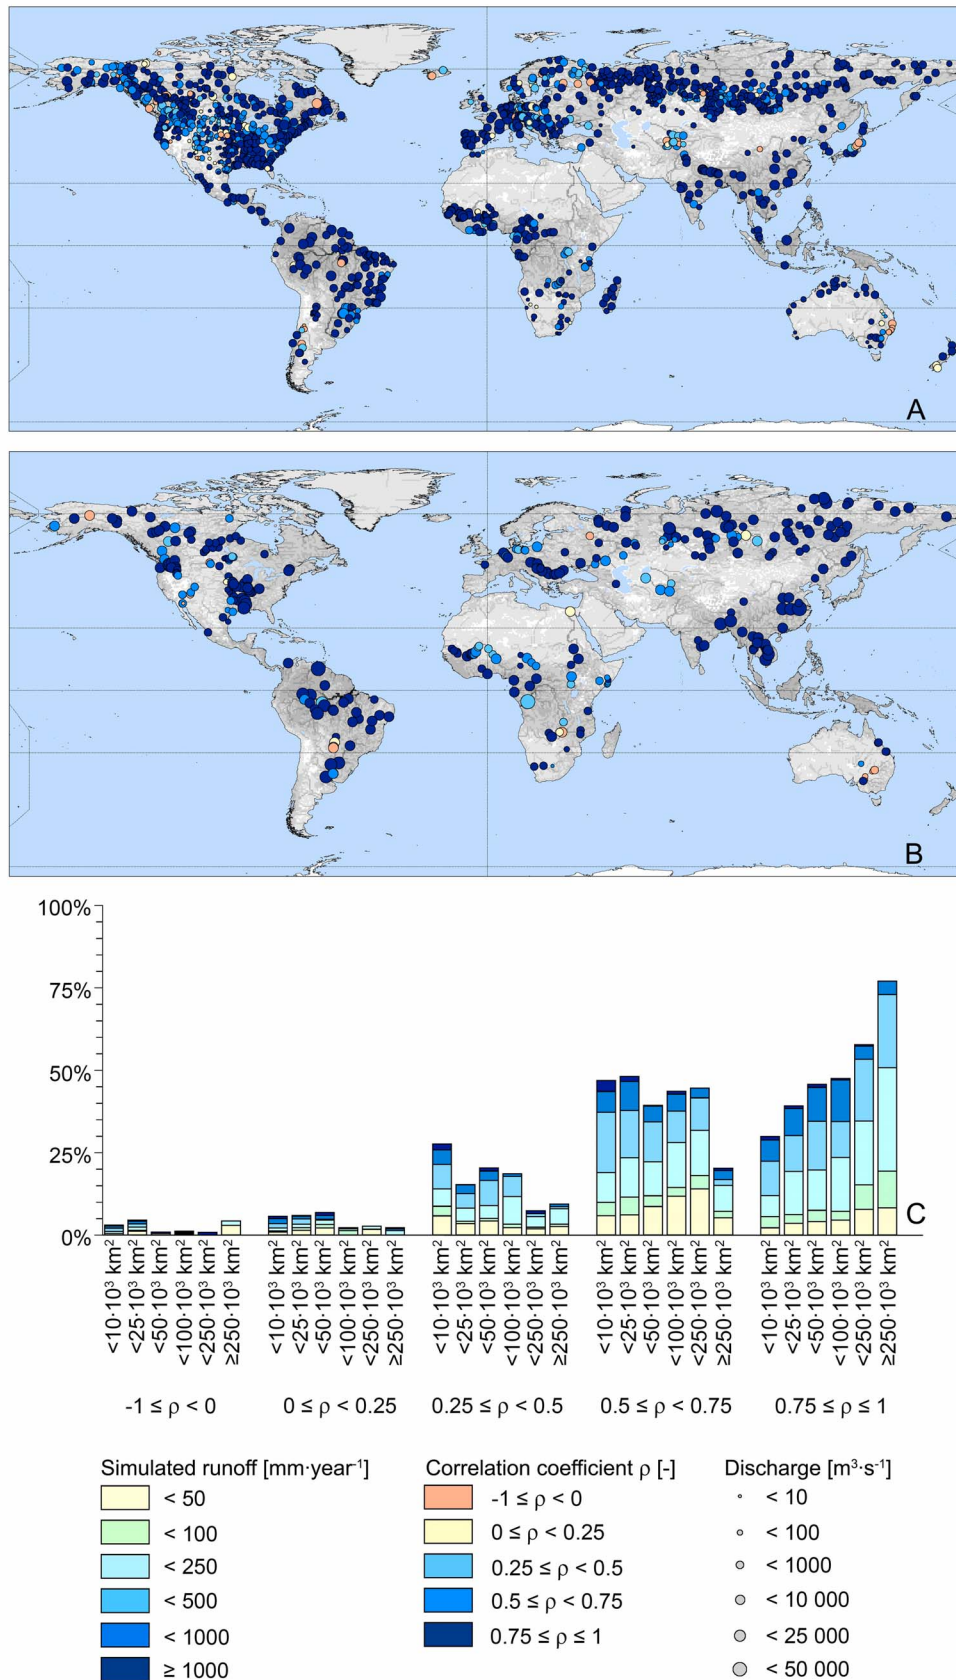 A
B
100%
75%
50%
25%
0%
C
<10·10³ km²
<25·10³ km²
<50·10³ km²
<100·10³ km²
<250·10³ km²
≥250·10³ km²
<10·10³ km²
<25·10³ km²
<50·10³ km²
<100·10³ km²
<250·10³ km²
≥250·10³ km²
<10·10³ km²
<25·10³ km²
<50·10³ km²
<100·10³ km²
<250·10³ km²
≥250·10³ km²
<10·10³ km²
<25·10³ km²
<50·10³ km²
<100·10³ km²
<250·10³ km²
≥250·10³ km²
<10·10³ km²
<25·10³ km²
<50·10³ km²
<100·10³ km²
<250·10³ km²
≥250·10³ km²
-1 ≤ ρ < 0
0 ≤ ρ < 0.25
0.25 ≤ ρ < 0.5
0.5 ≤ ρ < 0.75
0.75 ≤ ρ ≤ 1
Simulated runoff [mm·year⁻¹]
< 50
< 100
< 250
< 500
< 1000
≥ 1000
Correlation coefficient ρ [-]
-1 ≤ ρ < 0
0 ≤ ρ < 0.25
0.25 ≤ ρ < 0.5
0.5 ≤ ρ < 0.75
0.75 ≤ ρ ≤ 1
Discharge [m³·s⁻¹]
< 10
< 100
< 1000
< 10 000
< 25 000
< 50 000